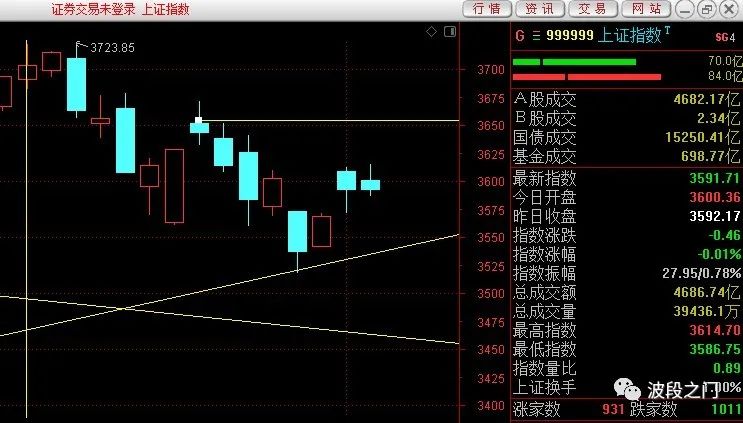 证券交易未登录 上证指数 行情 资讯 交易 网站
G 999999 上证指数T SG4
3723.85
70.0亿
84.0亿
3700
3675
3650
3625
3600
3575
3550
3525
3500
3475
3450
3425
3400
A股成交 4682.17亿
B股成交 2.34亿
国债成交 15250.41亿
基金成交 698.77亿
最新指数 3591.71
今日开盘 3600.36
昨日收盘 3592.17
指数涨跌 -0.46
指数涨幅 -0.01%
指数振幅 27.95/0.78%
总成交额 4686.74亿
总成交量 39436.1万
最高指数 3614.70
最低指数 3586.75
指数量比 0.89
上证换手 1.00%
波段之门
涨家数 931 跌家数 1011